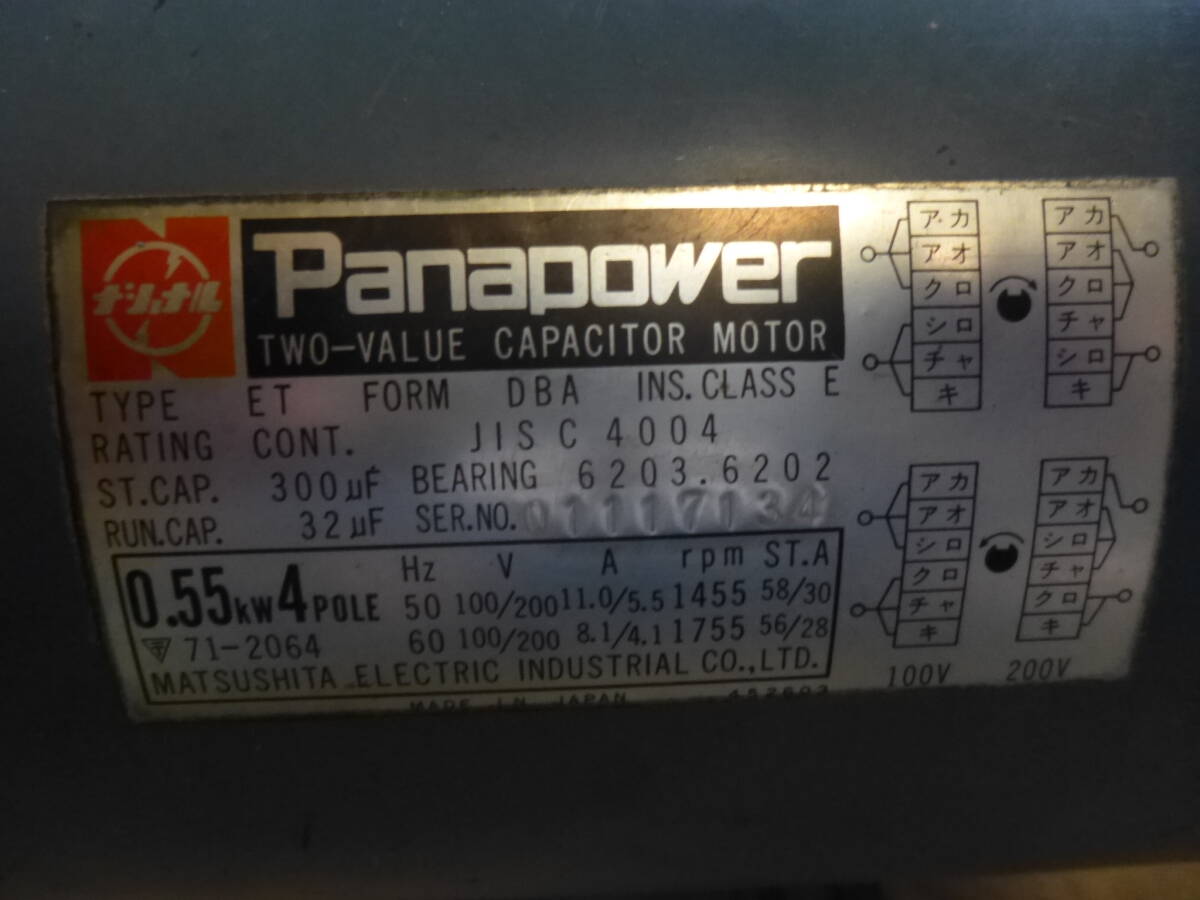 ナショナル
Panapower
TWO-VALUE CAPACITOR MOTOR
TYPE ET FORM DBA INS.CLASS E
RATING CONT. JIS C 4004
ST.CAP. 300μF BEARING 6203.6202
RUN.CAP. 32μF SER.NO. 01117134
Hz V A rpm ST.A
0.55kW 4POLE 50 100/200 11.0/5.5 1455 58/30
〒 71-2064 60 100/200 8.1/4.1 1755 56/28
MATSUSHITA ELECTRIC INDUSTRIAL CO.,LTD.
MADE IN JAPAN 452603
アカ アカ
アオ アオ
クロ クロ
シロ チャ
チャ シロ
キ キ
アカ アカ
アオ アオ
シロ シロ
クロ チャ
チャ クロ
キ キ
100V 200V